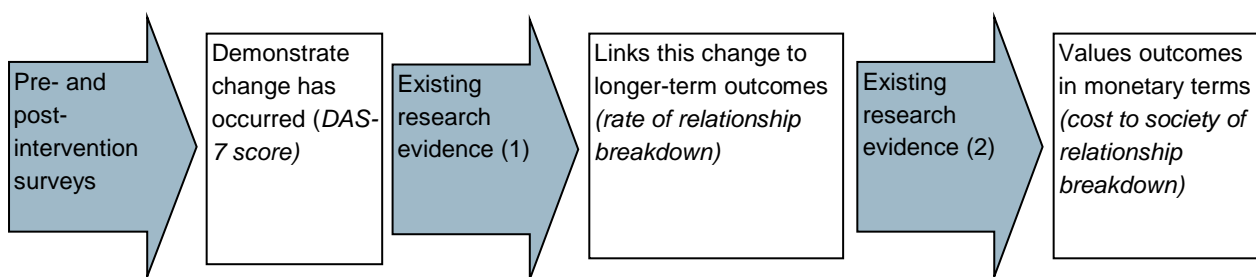 Pre- and
post-
intervention
surveys
Demonstrate
change has
occurred (DAS-
7 score)
Existing
research
evidence (1)
Links this change to
longer-term outcomes
(rate of relationship
breakdown)
Existing
research
evidence (2)
Values outcomes
in monetary terms
(cost to society of
relationship
breakdown)